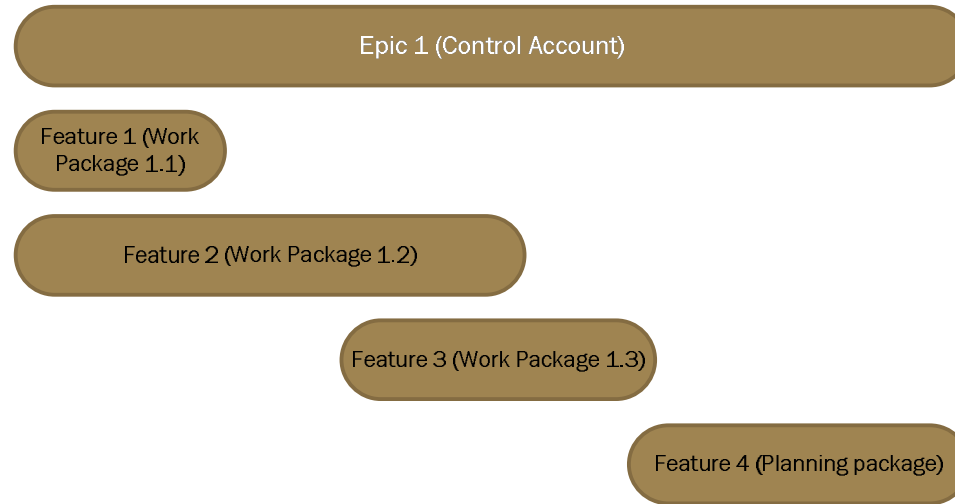 Epic 1 (Control Account)
Feature 1 (Work
Package 1.1)
Feature 2 (Work Package 1.2)
Feature 3 (Work Package 1.3)
Feature 4 (Planning package)